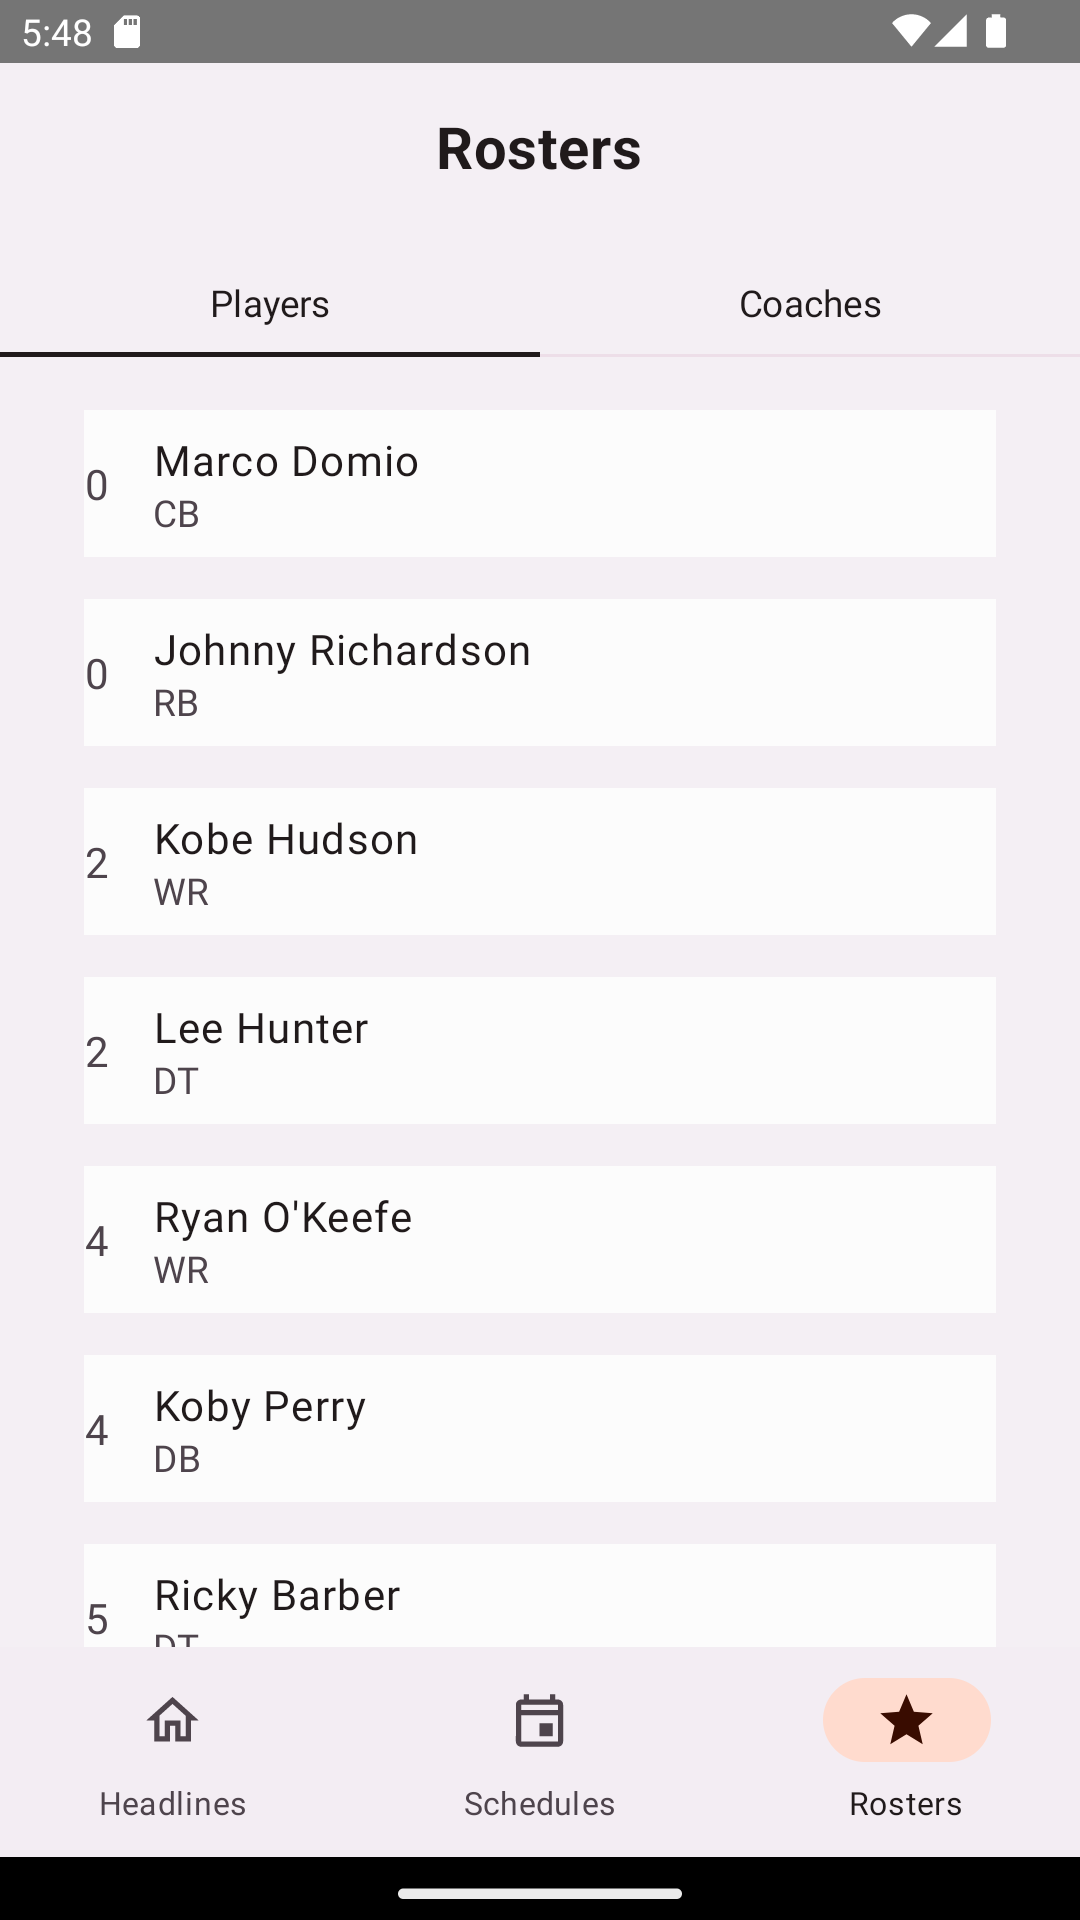 5:48
Rosters
Players
Coaches
0
Marco Domio
CB
0
Johnny Richardson
RB
2
Kobe Hudson
WR
2
Lee Hunter
DT
4
Ryan O'Keefe
WR
4
Koby Perry
DB
5
Ricky Barber
DT
Headlines
Schedules
Rosters